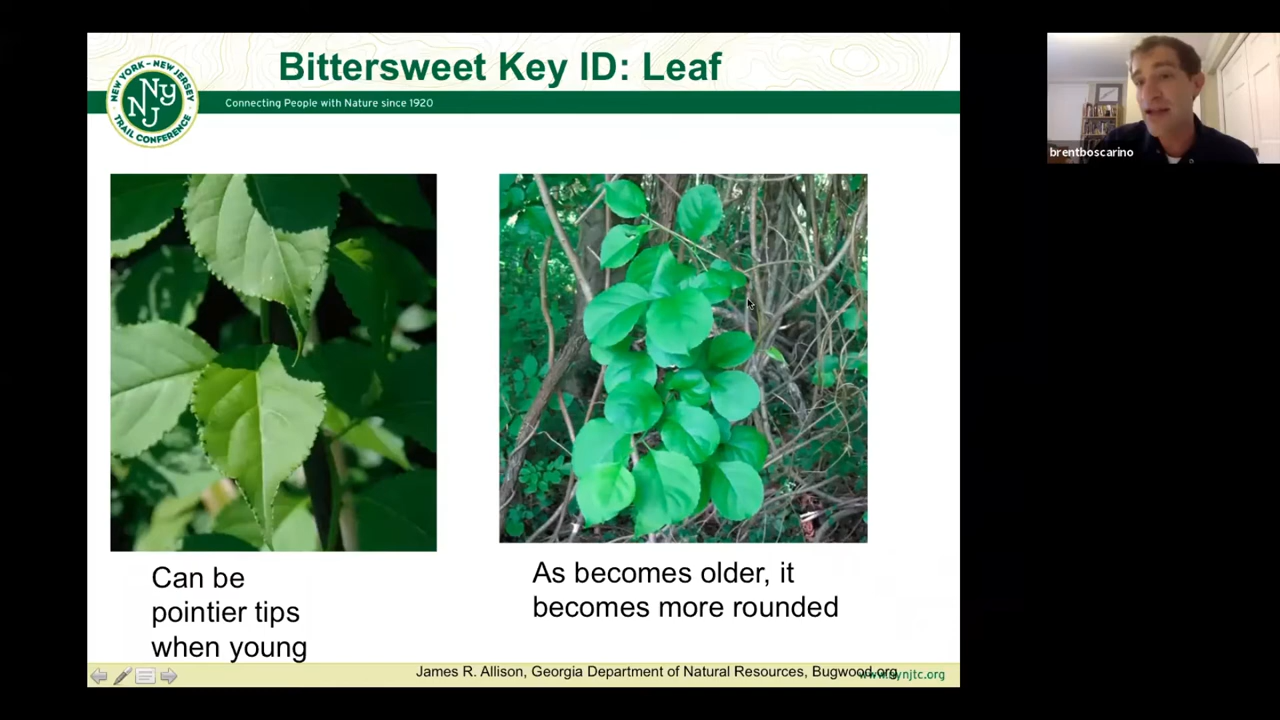 Bittersweet Key ID: Leaf
NEW YORK - NEW JERSEY
NY
NJ
TRAIL CONFERENCE
Connecting People with Nature since 1920
brentboscarino
Can be
pointier tips
when young
As becomes older, it
becomes more rounded
James R. Allison, Georgia Department of Natural Resources, Bugwood.org
www.nynjtc.org